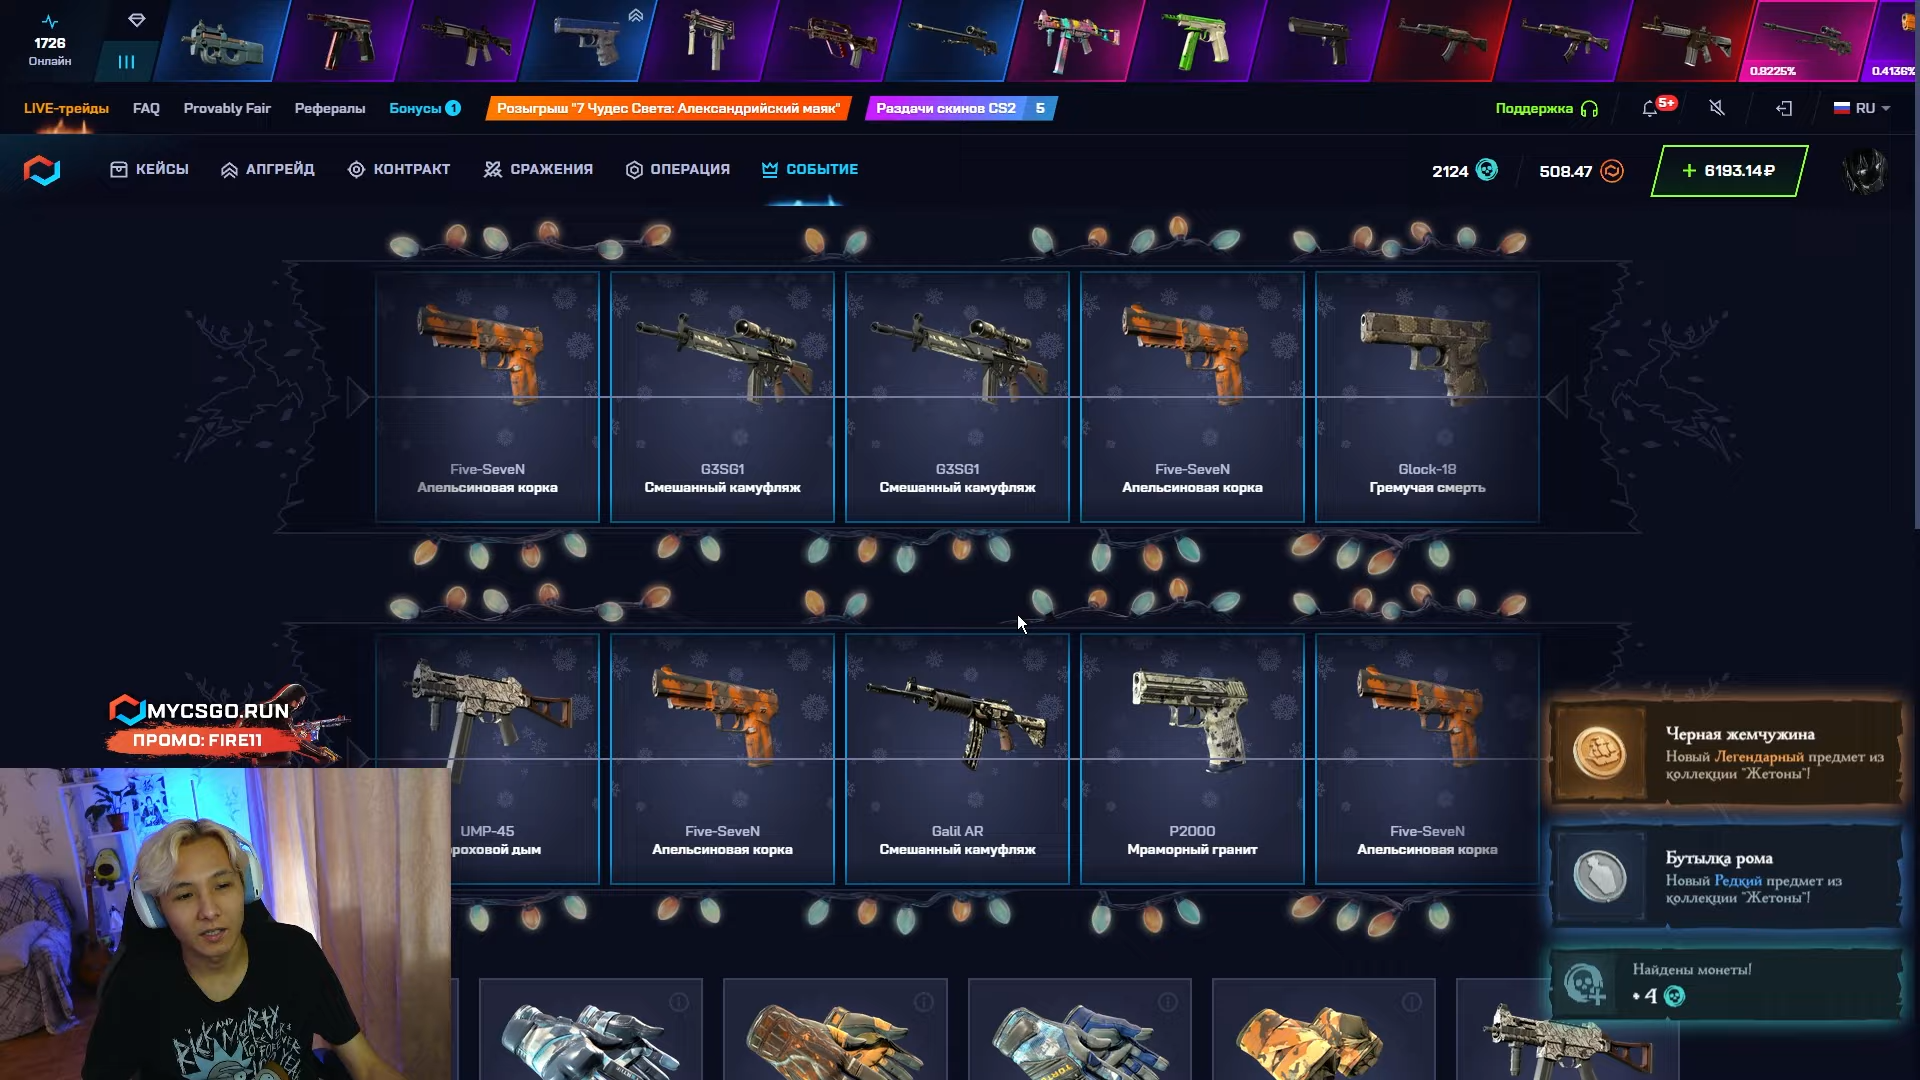 1726
Онлайн
0.8225%
0.4136%
LIVE-трейды
FAQ
Provably Fair
Рефералы
Бонусы 1
Розыгрыш "7 Чудес Света: Александрийский маяк"
Раздачи скинов CS2 5
Поддержка
5+
RU
КЕЙСЫ
АПГРЕЙД
КОНТРАКТ
СРАЖЕНИЯ
ОПЕРАЦИЯ
СОБЫТИЕ
2124
508.47
+ 6193.14₽
Five-SeveN
Апельсиновая корка
G3SG1
Смешанный камуфляж
G3SG1
Смешанный камуфляж
Five-SeveN
Апельсиновая корка
Glock-18
Гремучая смерть
MYCSGO.RUN
ПРОМО: FIRE11
UMP-45
роховой дым
Five-SeveN
Апельсиновая корка
Galil AR
Смешанный камуфляж
P2000
Мраморный гранит
Five-SeveN
Апельсиновая корка
Черная жемчужина
Новый Легендарный предмет из
коллекции "Жетоны"!
Бутылка рома
Новый Редкий предмет из
коллекции "Жетоны"!
Найдены монеты!
+ 4
RICK AND MORTY